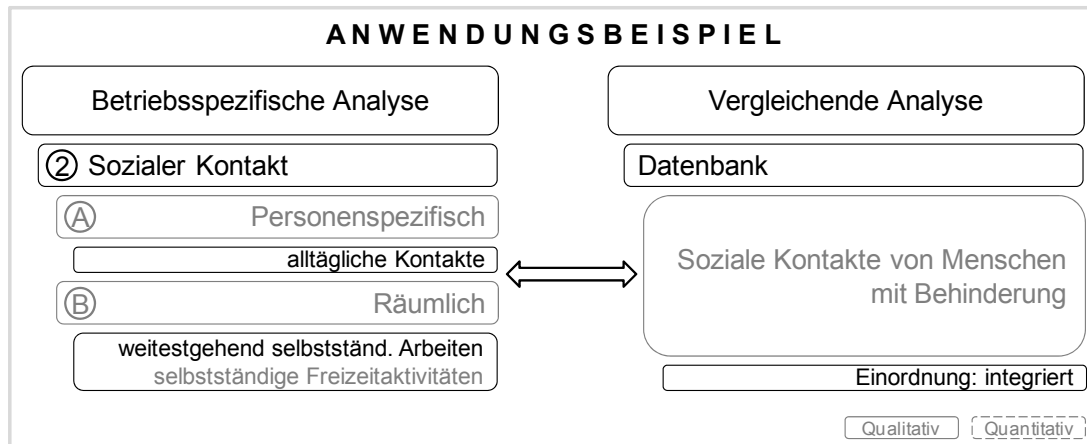 ANWENDUNGSBEISPIEL
Betriebsspezifische Analyse
② Sozialer Kontakt
Ⓐ Personenspezifisch
alltägliche Kontakte
Ⓑ Räumlich
weitestgehend selbstständ. Arbeiten
selbstständige Freizeitaktivitäten
Vergleichende Analyse
Datenbank
Soziale Kontakte von Menschen
mit Behinderung
Einordnung: integriert
Qualitativ
Quantitativ